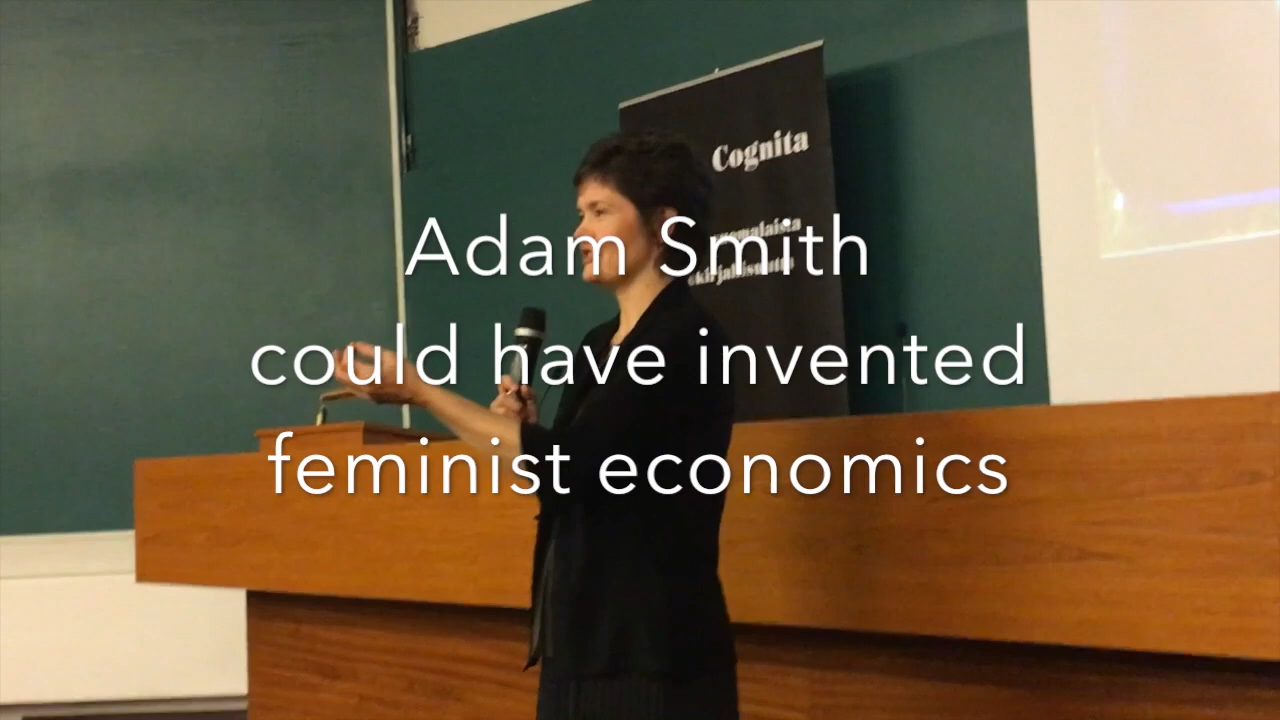 Cognita
Adam Smith
could have invented
feminist economics